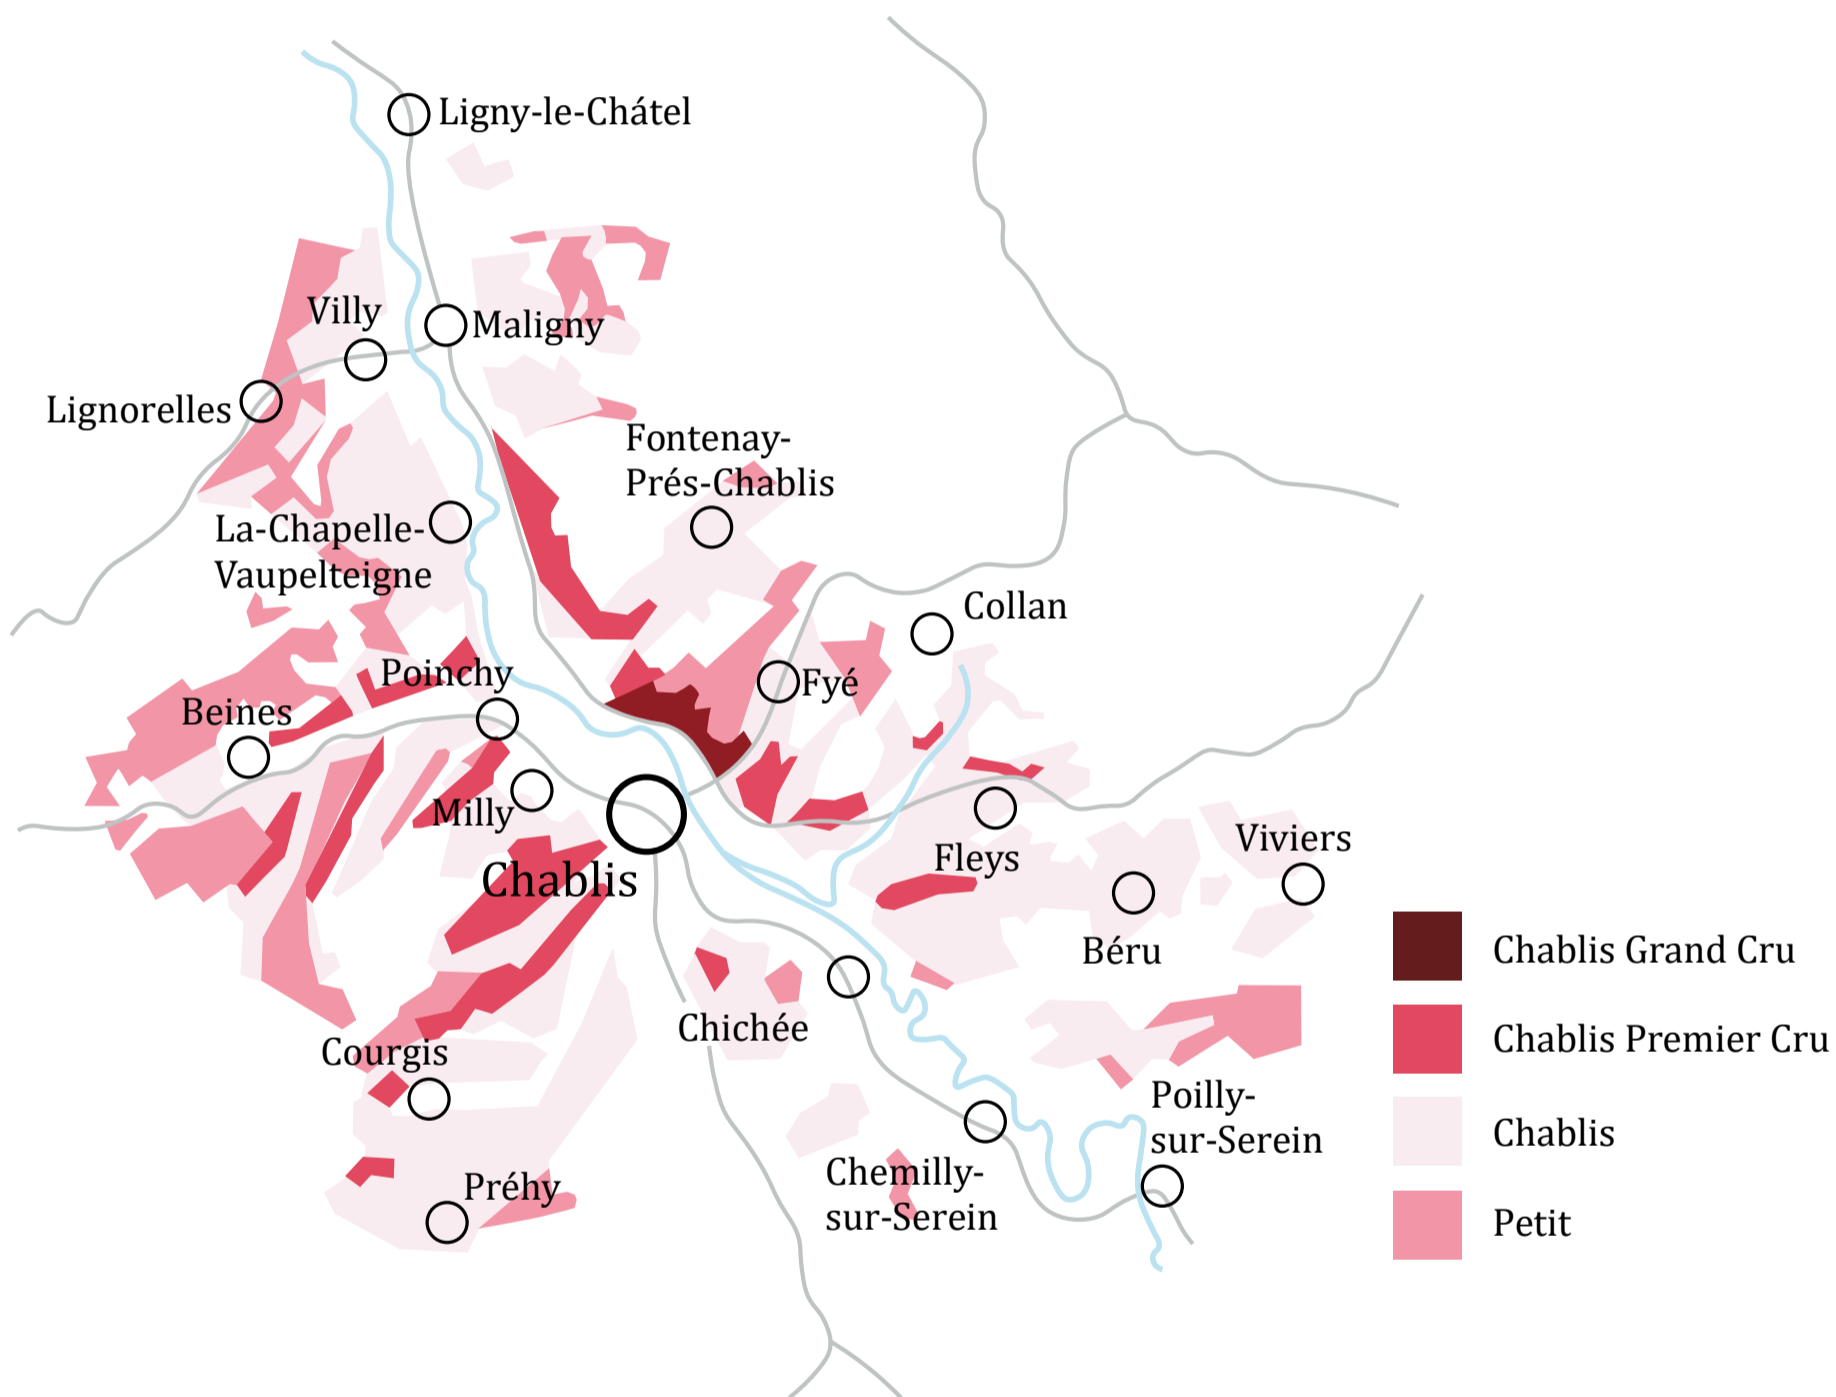 Ligny-le-Chátel
Villy
Maligny
Lignorelles
Fontenay-
Prés-Chablis
La-Chapelle-
Vaupelteigne
Collan
Poinchy
Fyé
Beines
Milly
Chablis
Fleys
Viviers
Béru
Chichée
Courgis
Poilly-
sur-Serein
Chemilly-
sur-Serein
Préhy
Chablis Grand Cru
Chablis Premier Cru
Chablis
Petit